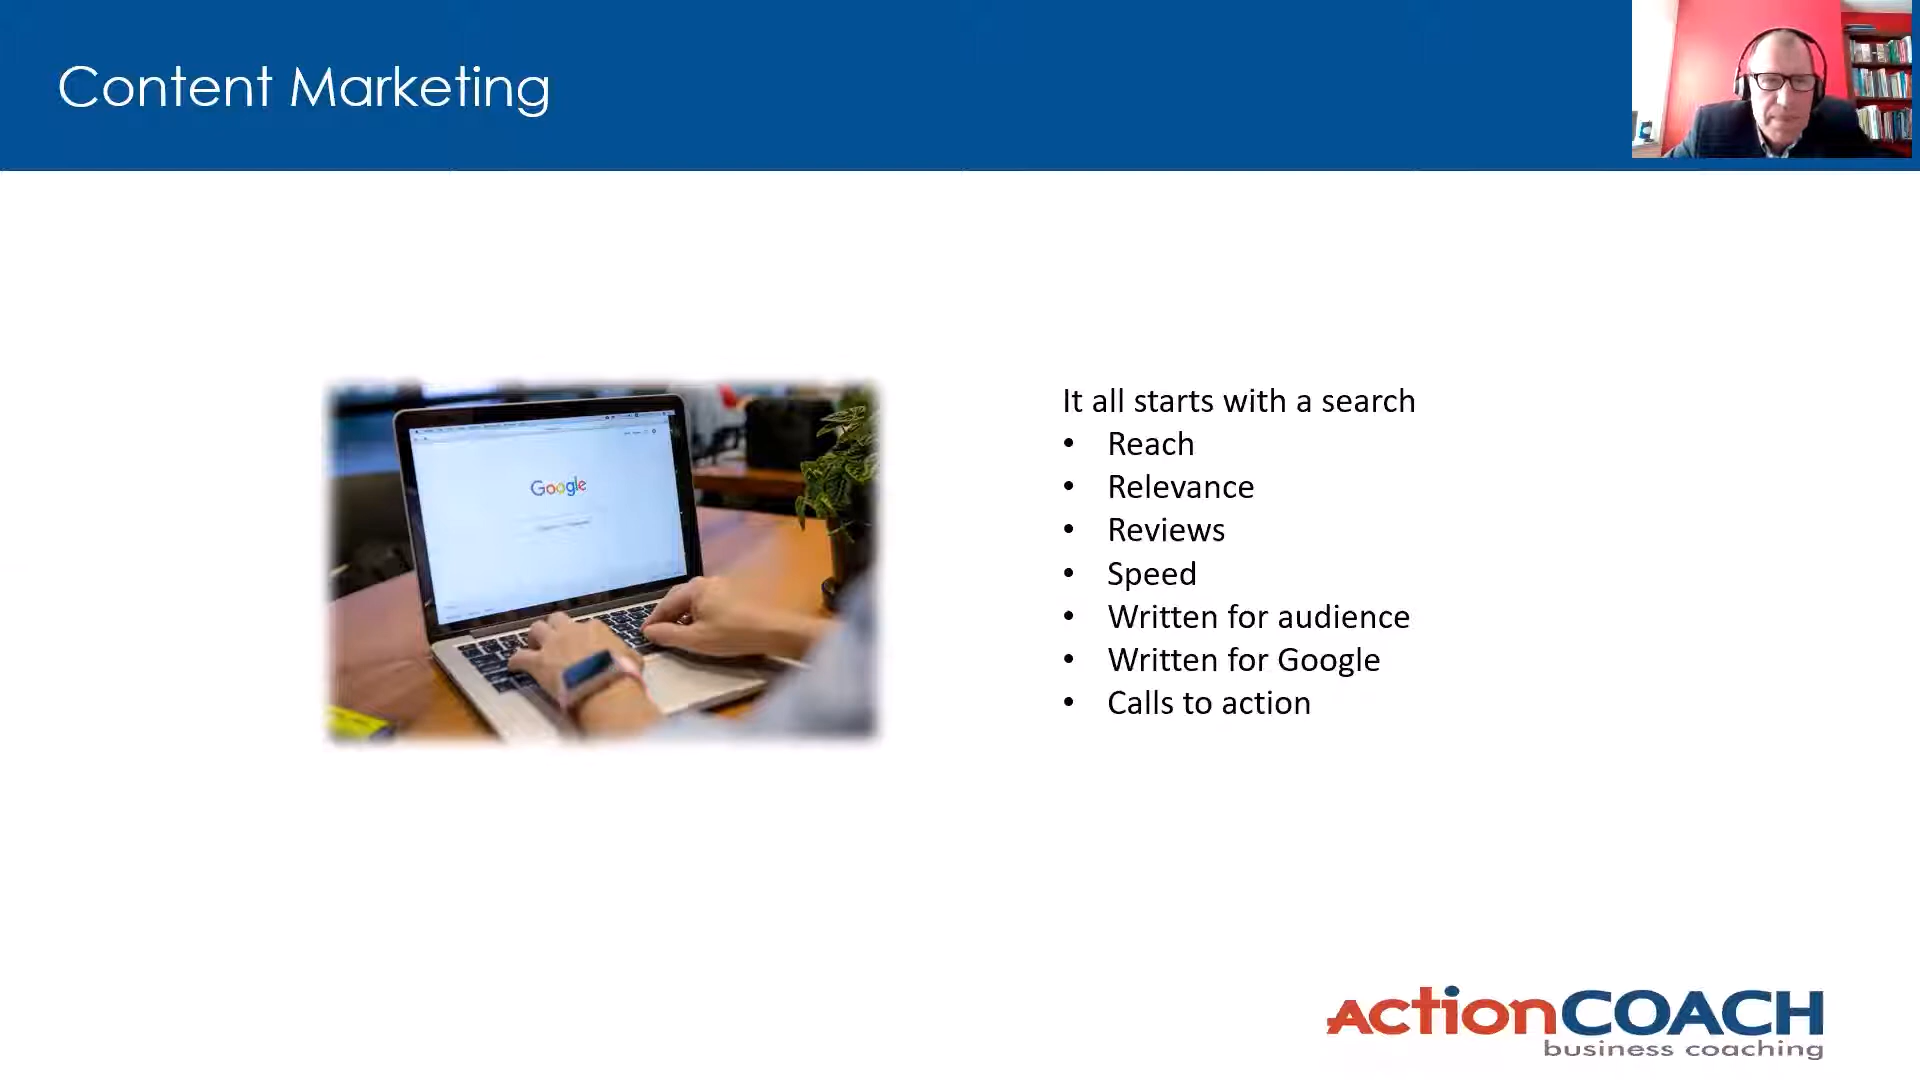 Content Marketing
Google
It all starts with a search
• Reach
• Relevance
• Reviews
• Speed
• Written for audience
• Written for Google
• Calls to action
actionCOACH
business coaching